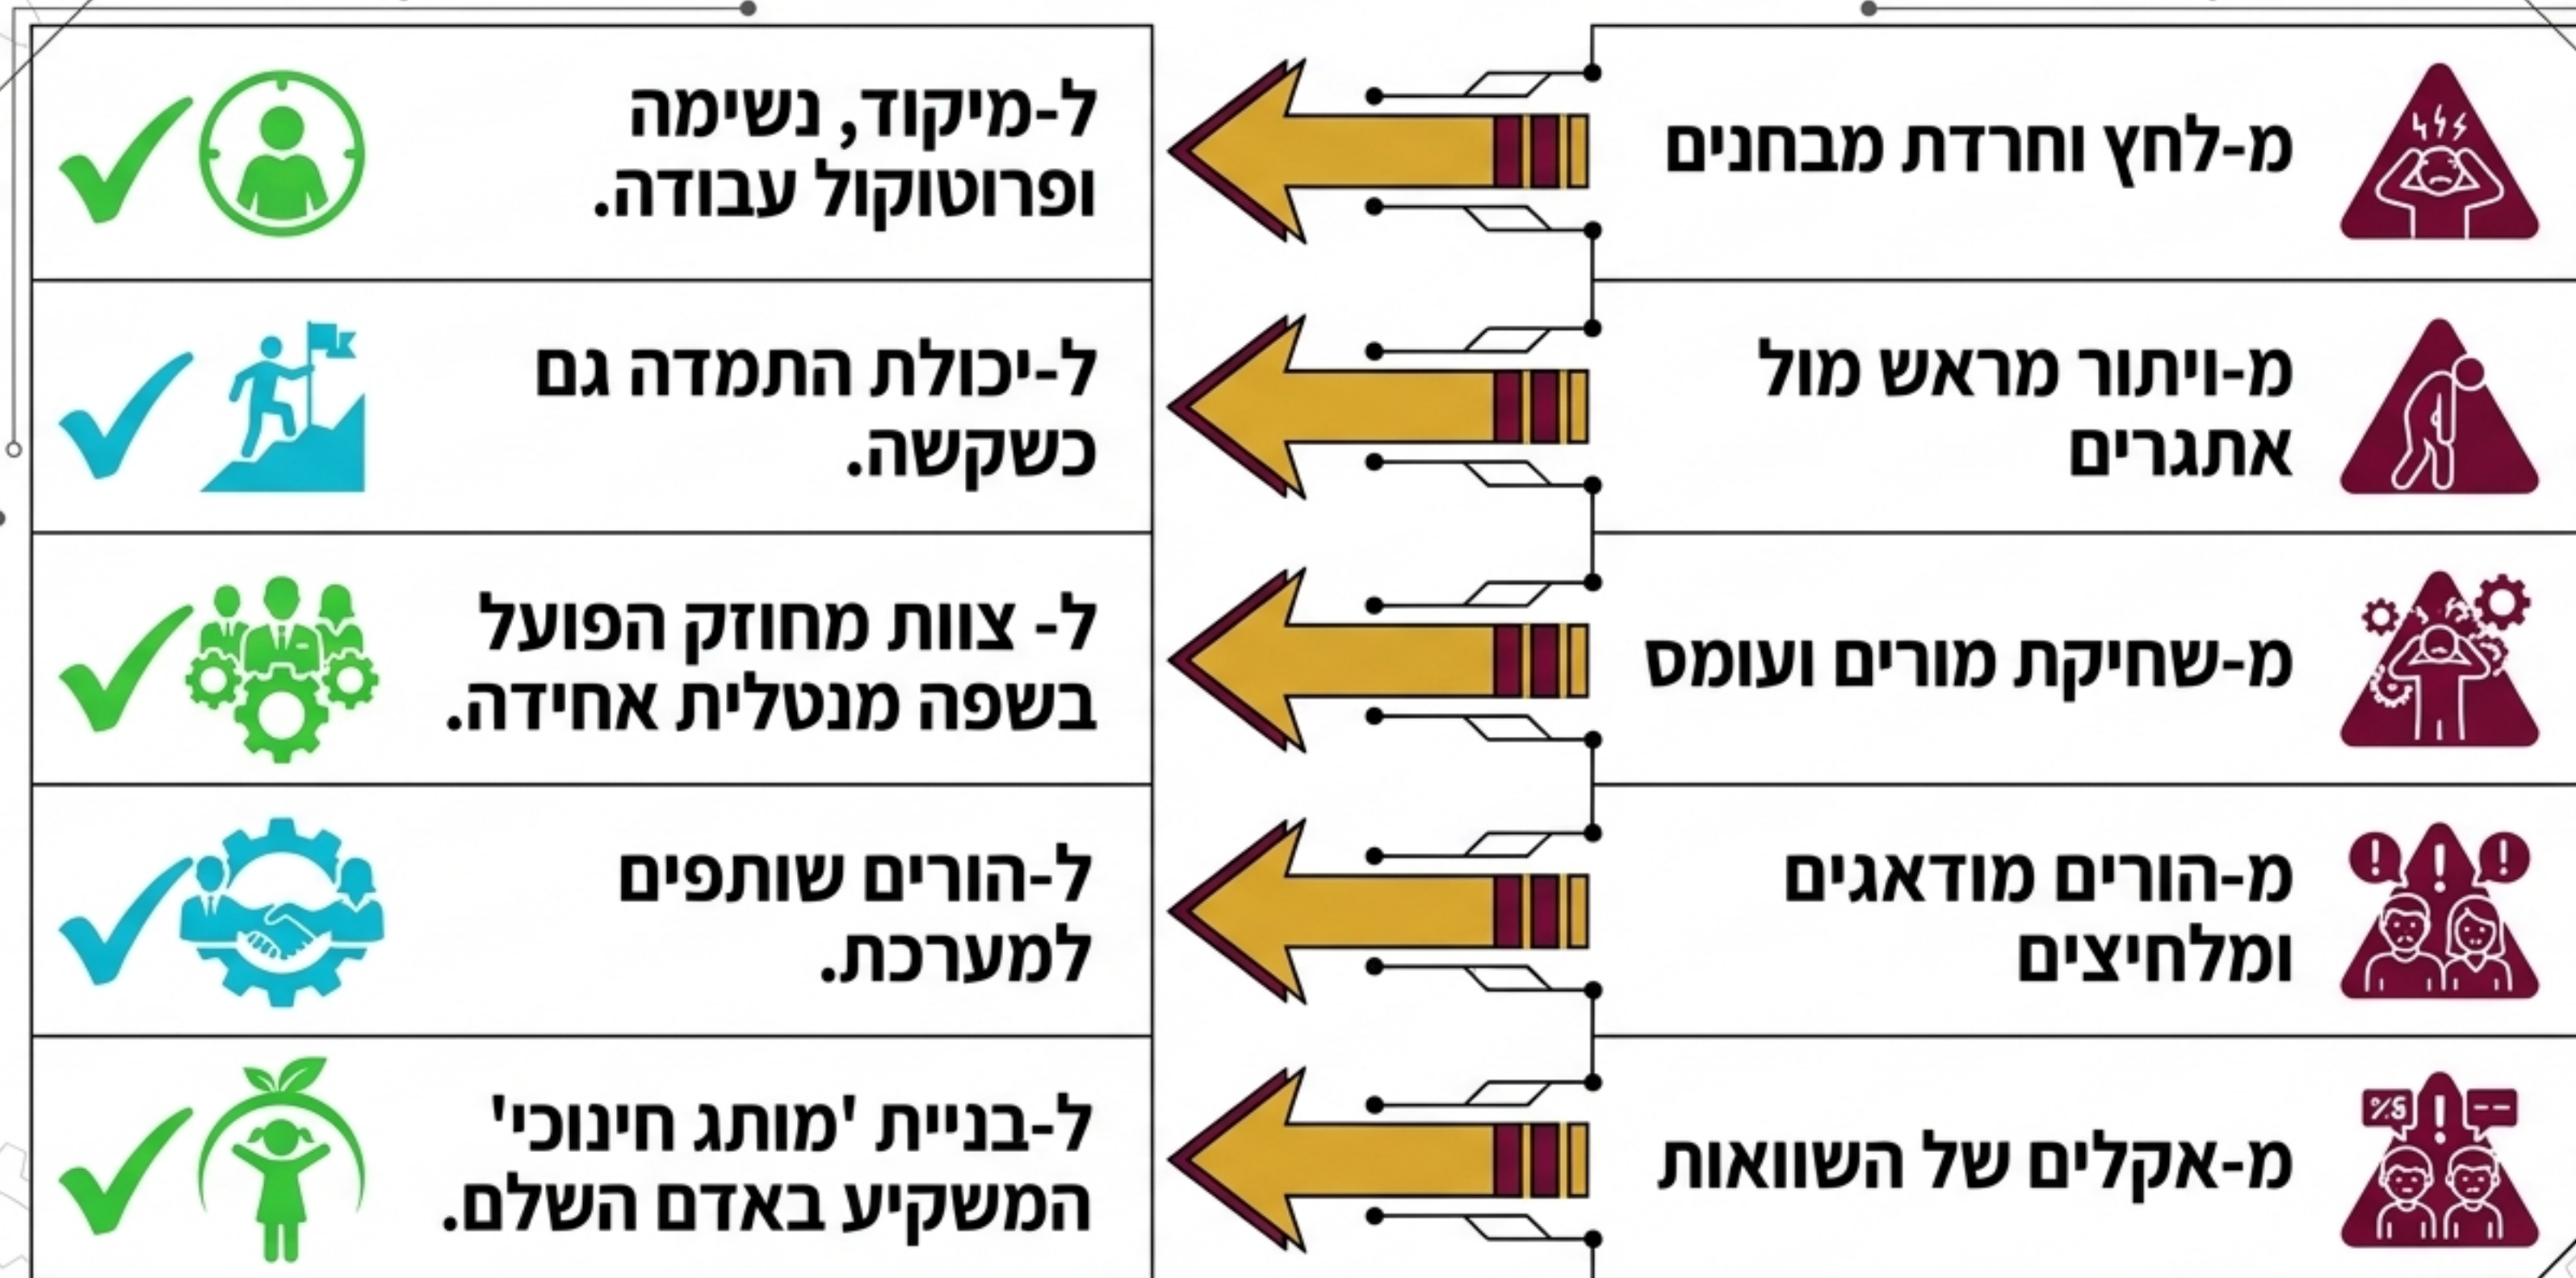 מ-לחץ וחרדת מבחנים
ל-מיקוד, נשימה
ופרוטוקול עבודה.
מ-ויתור מראש מול
אתגרים
ל-יכולת התמדה גם
כשקשה.
מ-שחיקת מורים ועומס
ל- צוות מחוזק הפועל
בשפה מנטלית אחידה.
מ-הורים מודאגים
ומלחיצים
ל-הורים שותפים
למערכת.
מ-אקלים של השוואות
ל-בניית 'מותג חינוכי'
המשקיע באדם השלם.